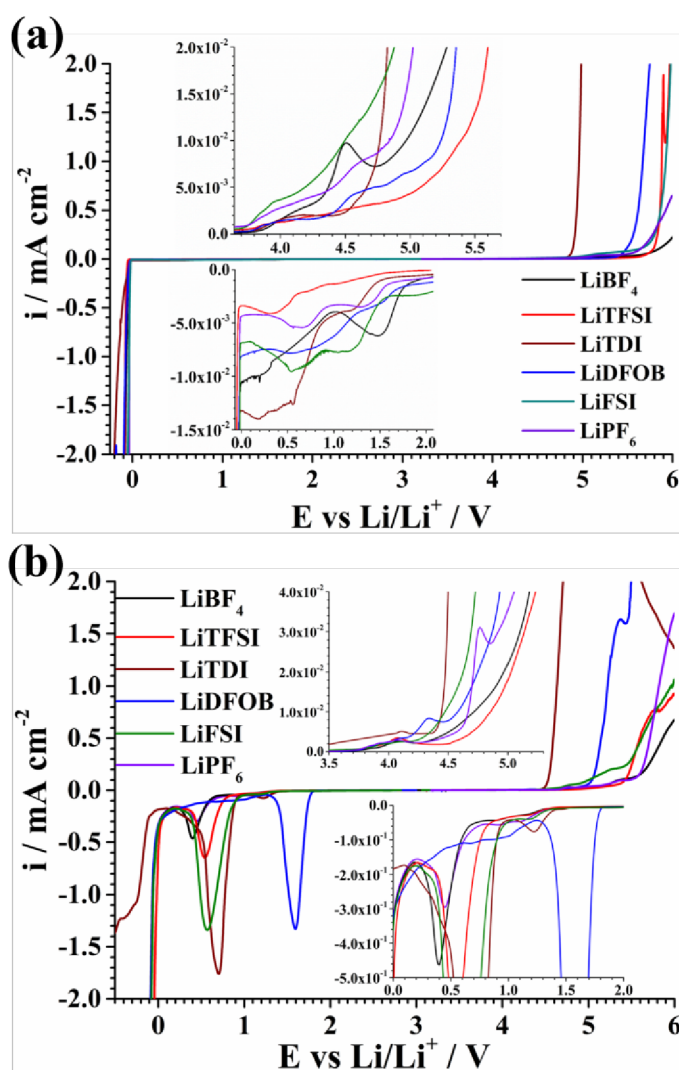 (a)
2.0
1.5
1.0
0.5
0.0
-0.5
-1.0
-1.5
-2.0
i / mA cm⁻²
2.0x10⁻²
1.5x10⁻²
1.0x10⁻²
5.0x10⁻³
0.0
4.0 4.5 5.0 5.5
0.0
-5.0x10⁻³
-1.0x10⁻²
-1.5x10⁻²
0.0 0.5 1.0 1.5 2.0
LiBF₄
LiTFSI
LiTDI
LiDFOB
LiFSI
LiPF₆
0 1 2 3 4 5 6
E vs Li/Li⁺ / V
(b)
2.0
1.5
1.0
0.5
0.0
-0.5
-1.0
-1.5
-2.0
i / mA cm⁻²
LiBF₄
LiTFSI
LiTDI
LiDFOB
LiFSI
LiPF₆
4.0x10⁻²
3.0x10⁻²
2.0x10⁻²
1.0x10⁻²
0.0
3.5 4.0 4.5 5.0
0.0
-1.0x10⁻¹
-2.0x10⁻¹
-3.0x10⁻¹
-4.0x10⁻¹
-5.0x10⁻¹
0.0 0.5 1.0 1.5 2.0
0 1 2 3 4 5 6
E vs Li/Li⁺ / V